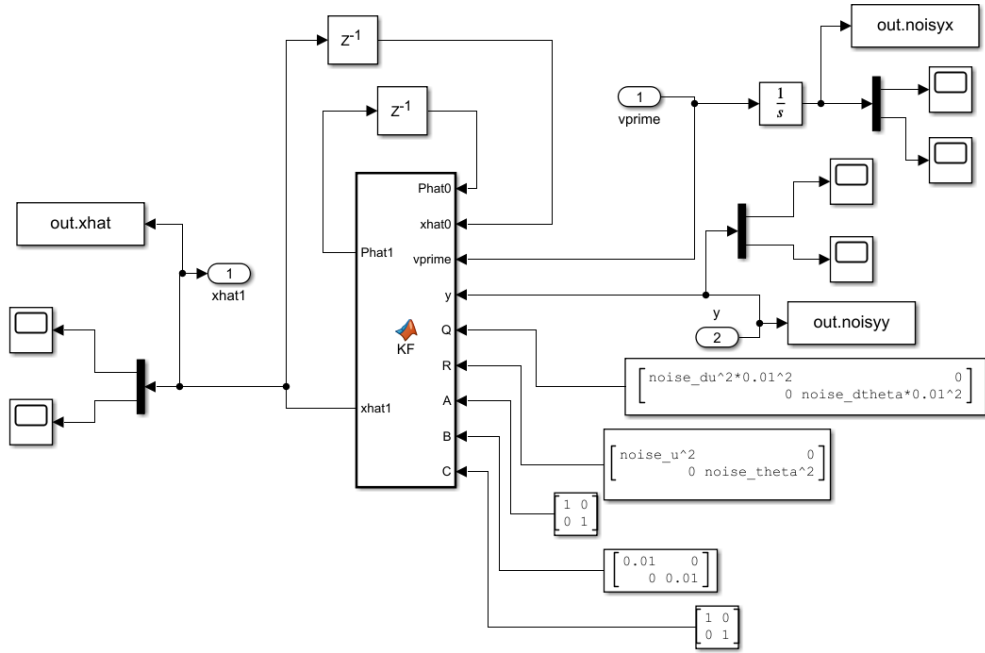 Z-1
out.noisyx
1
vprime
1
s
Z-1
Phat0
xhat0
Phat1
vprime
y
Q
KF
R
A
xhat1
B
C
out.xhat
1
xhat1
y
2
out.noisyy
noise_du^2*0.01^2 0
0 noise_dtheta*0.01^2
noise_u^2 0
0 noise_theta^2
1 0
0 1
0.01 0
0 0.01
1 0
0 1